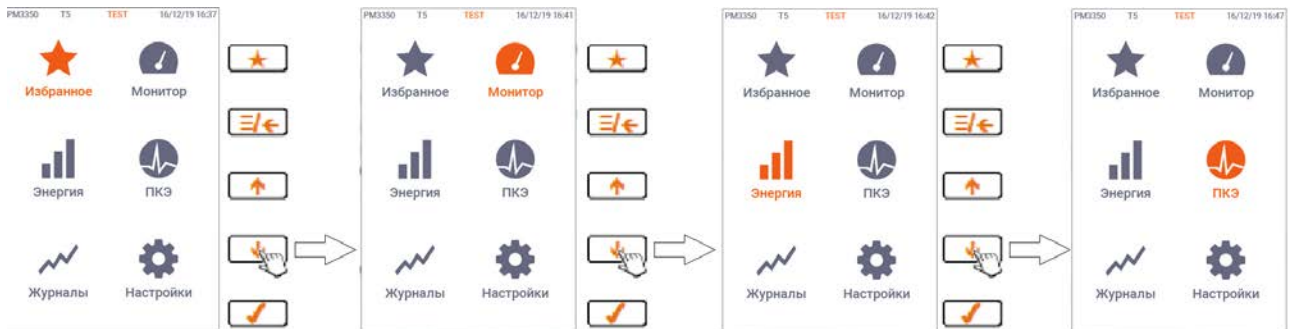 PM3350 T5 TEST 16/12/19 16:37
Избранное Монитор
Энергия ПКЭ
Журналы Настройки
PM3350 T5 TEST 16/12/19 16:41
Избранное Монитор
Энергия ПКЭ
Журналы Настройки
PM3350 T5 TEST 16/12/19 16:42
Избранное Монитор
Энергия ПКЭ
Журналы Настройки
PM3350 T5 TEST 16/12/19 16:47
Избранное Монитор
Энергия ПКЭ
Журналы Настройки